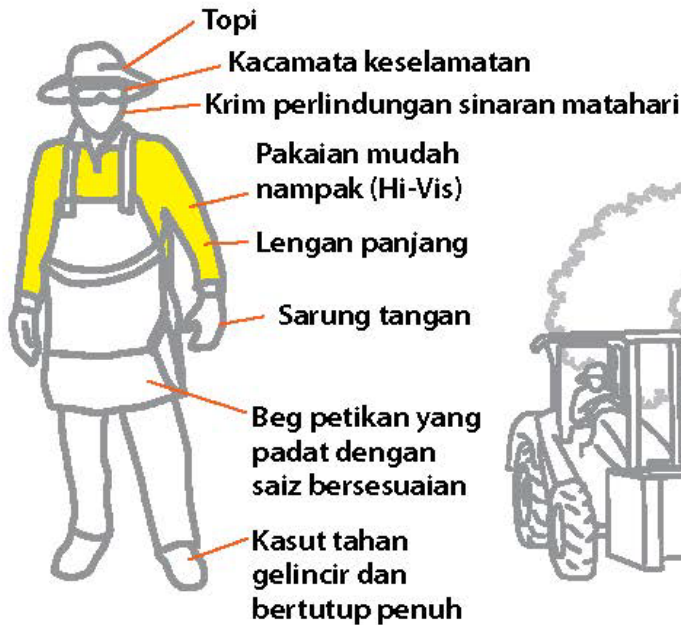 Topi
Kacamata keselamatan
Krim perlindungan sinaran matahari
Pakaian mudah
nampak (Hi-Vis)
Lengan panjang
Sarung tangan
Beg petikan yang
padat dengan
saiz bersesuaian
Kasut tahan
gelincir dan
bertutup penuh